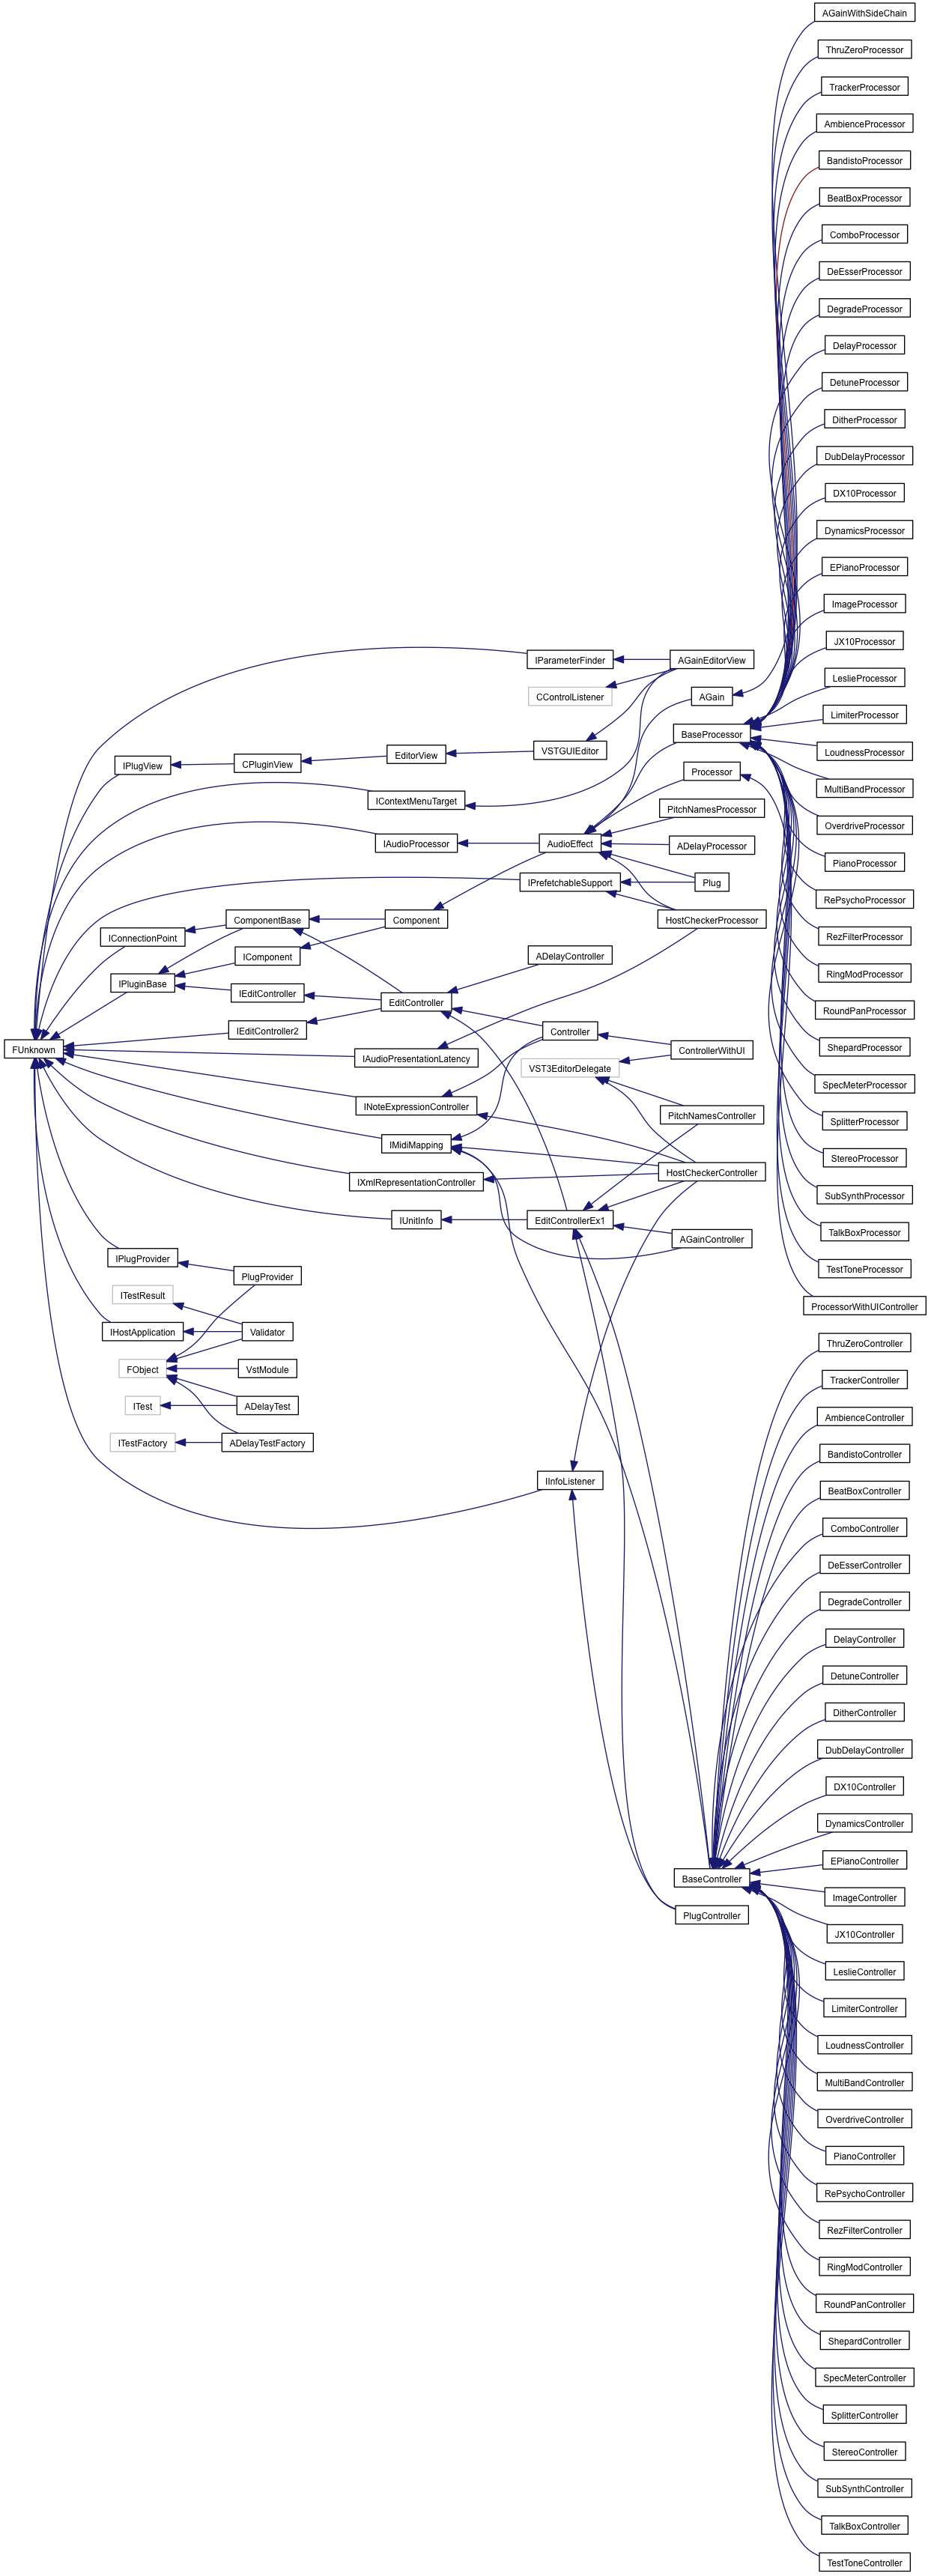 AGainWithSideChain
ThruZeroProcessor
TrackerProcessor
AmbienceProcessor
BandistoProcessor
BeatBoxProcessor
ComboProcessor
DeEsserProcessor
DegradeProcessor
DelayProcessor
DetuneProcessor
DitherProcessor
DubDelayProcessor
DX10Processor
DynamicsProcessor
EPianoProcessor
ImageProcessor
JX10Processor
IParameterFinder
AGainEditorView
LeslieProcessor
CControlListener
AGain
LimiterProcessor
BaseProcessor
VSTGUIEditor
LoudnessProcessor
EditorView
CPluginView
IPlugView
Processor
MultiBandProcessor
IContextMenuTarget
PitchNamesProcessor
OverdriveProcessor
IAudioProcessor
AudioEffect
ADelayProcessor
PianoProcessor
IPrefetchableSupport
Plug
RePsychoProcessor
ComponentBase
Component
HostCheckerProcessor
IConnectionPoint
RezFilterProcessor
IComponent
ADelayController
RingModProcessor
IPluginBase
IEditController
EditController
RoundPanProcessor
IEditController2
Controller
FUnknown
ShepardProcessor
IAudioPresentationLatency
ControllerWithUI
VST3EditorDelegate
SpecMeterProcessor
INoteExpressionController
PitchNamesController
SplitterProcessor
IMidiMapping
StereoProcessor
HostCheckerController
IXmlRepresentationController
SubSynthProcessor
IUnitInfo
EditControllerEx1
TalkBoxProcessor
AGainController
IPlugProvider
TestToneProcessor
PlugProvider
ITestResult
ProcessorWithUIController
IHostApplication
Validator
ThruZeroController
FObject
VstModule
TrackerController
ITest
ADelayTest
AmbienceController
ITestFactory
ADelayTestFactory
BandistoController
IInfoListener
BeatBoxController
ComboController
DeEsserController
DegradeController
DelayController
DetuneController
DitherController
DubDelayController
DX10Controller
DynamicsController
EPianoController
BaseController
ImageController
PlugController
JX10Controller
LeslieController
LimiterController
LoudnessController
MultiBandController
OverdriveController
PianoController
RePsychoController
RezFilterController
RingModController
RoundPanController
ShepardController
SpecMeterController
SplitterController
StereoController
SubSynthController
TalkBoxController
TestToneController